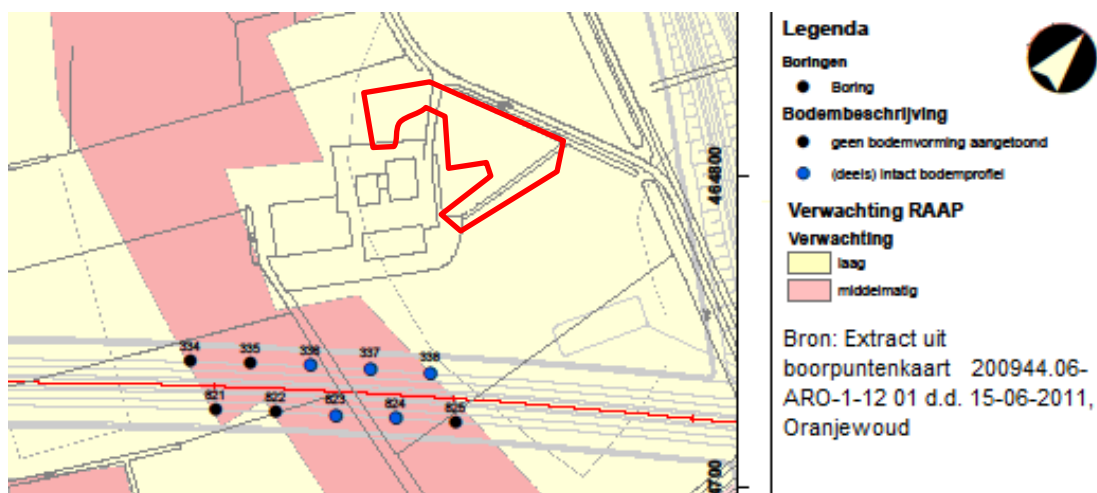 334
335
336
337
338
821
822
823
824
825
464800
4700
Legenda
Boringen
Boring
Bodembeschrijving
geen bodemvorming aangetoond
(deels) intact bodemprofiel
Verwachting RAAP
Verwachting
laag
middelmatig
Bron: Extract uit
boorpuntenkaart 200944.06-
ARO-1-12 01 d.d. 15-06-2011,
Oranjewoud